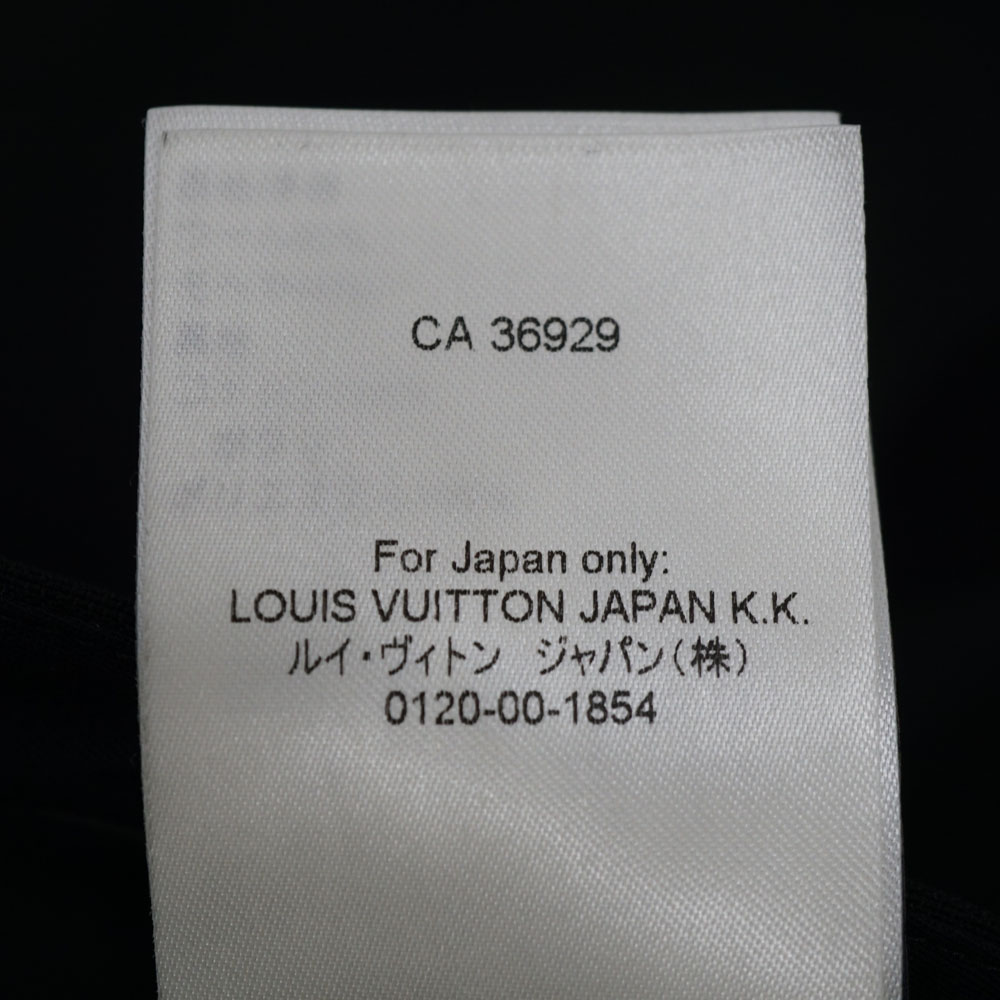 CA 36929
For Japan only:
LOUIS VUITTON JAPAN K.K.
ルイ・ヴィトン ジャパン(株)
0120-00-1854